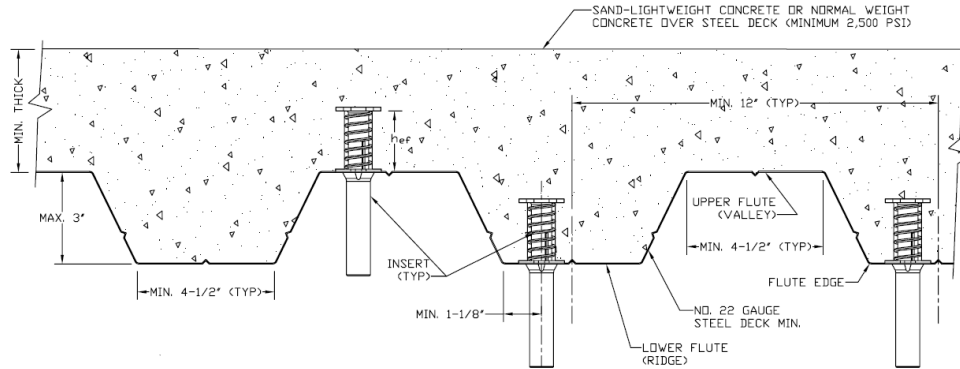 SAND-LIGHTWEIGHT CONCRETE OR NORMAL WEIGHT
CONCRETE OVER STEEL DECK (MINIMUM 2,500 PSI)
MIN. THICK
MIN. 12" (TYP)
hef
MAX. 3"
UPPER FLUTE
(VALLEY)
MIN. 4-1/2" (TYP)
INSERT
(TYP)
MIN. 4-1/2" (TYP)
FLUTE EDGE
MIN. 1-1/8"
NO. 22 GAUGE
STEEL DECK MIN.
LOWER FLUTE
(RIDGE)